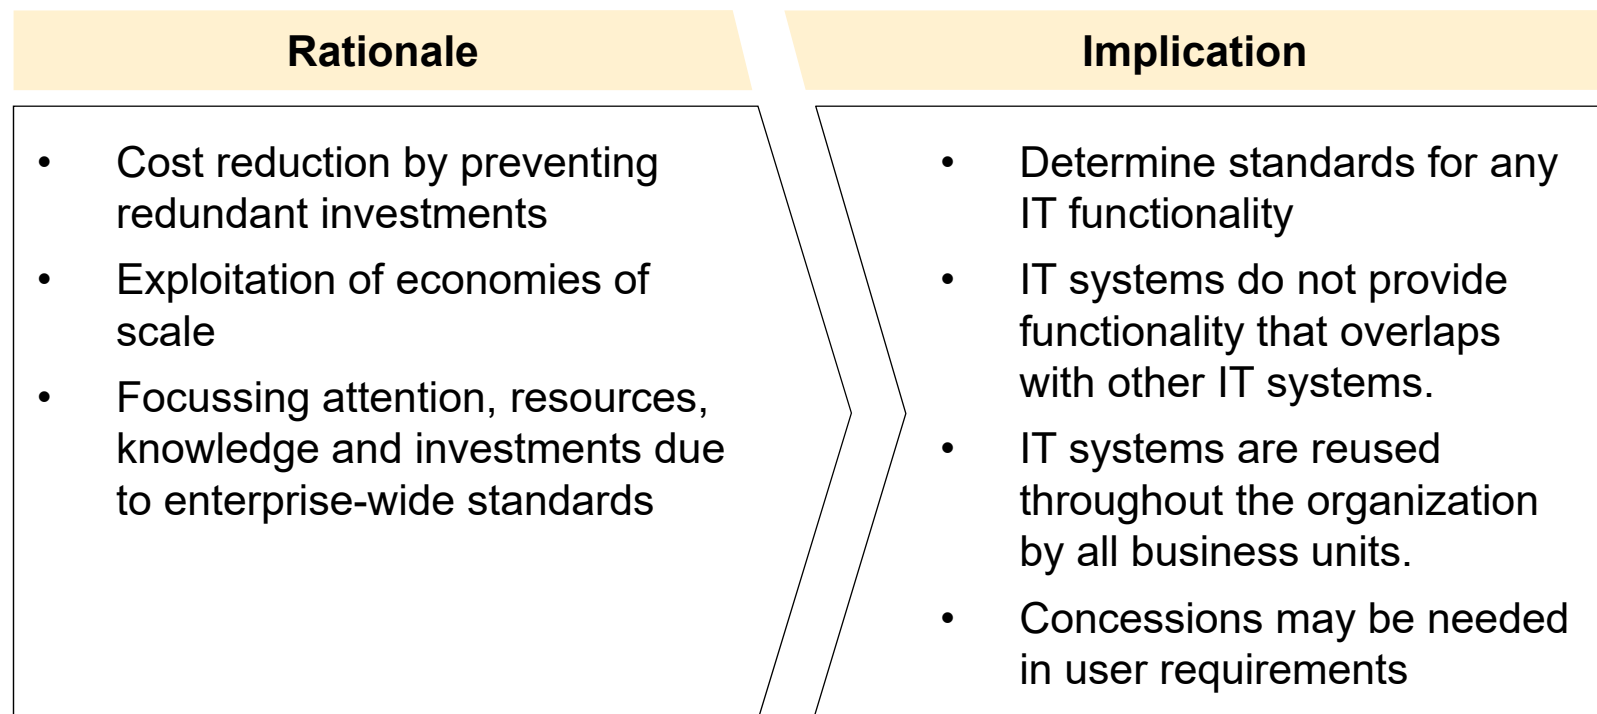 Rationale
Implication
• Cost reduction by preventing
redundant investments
• Exploitation of economies of
scale
• Focussing attention, resources,
knowledge and investments due
to enterprise-wide standards
• Determine standards for any
IT functionality
• IT systems do not provide
functionality that overlaps
with other IT systems.
• IT systems are reused
throughout the organization
by all business units.
• Concessions may be needed
in user requirements